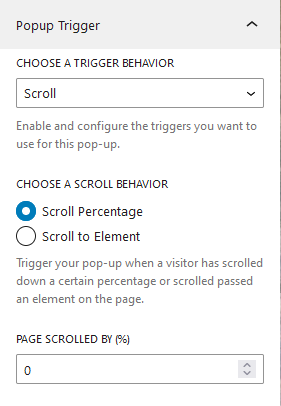 Popup Trigger
CHOOSE A TRIGGER BEHAVIOR
Scroll
Enable and configure the triggers you want to
use for this pop-up.
CHOOSE A SCROLL BEHAVIOR
Scroll Percentage
Scroll to Element
Trigger your pop-up when a visitor has scrolled
down a certain percentage or scrolled passed
an element on the page.
PAGE SCROLLED BY (%)
0